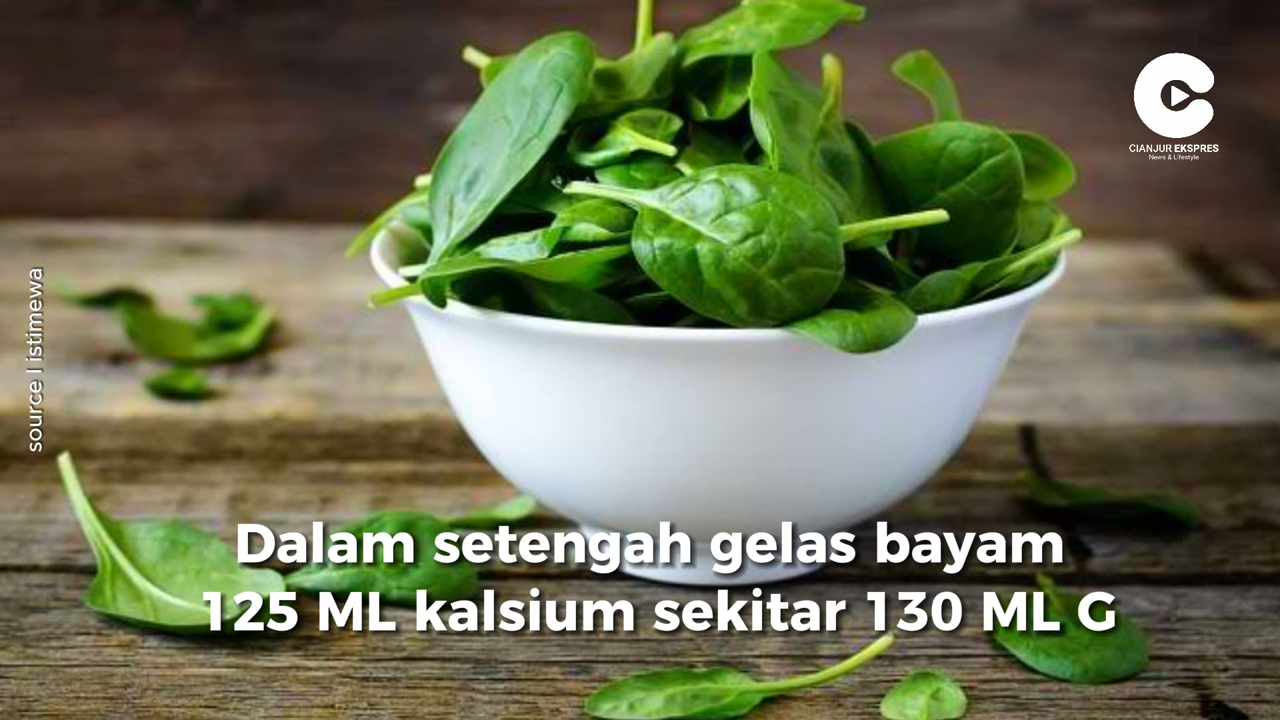 CIANJUR EKSPRES
News & Lifestyle
source I istimewa
Dalam setengah gelas bayam
125 ML kalsium sekitar 130 ML G